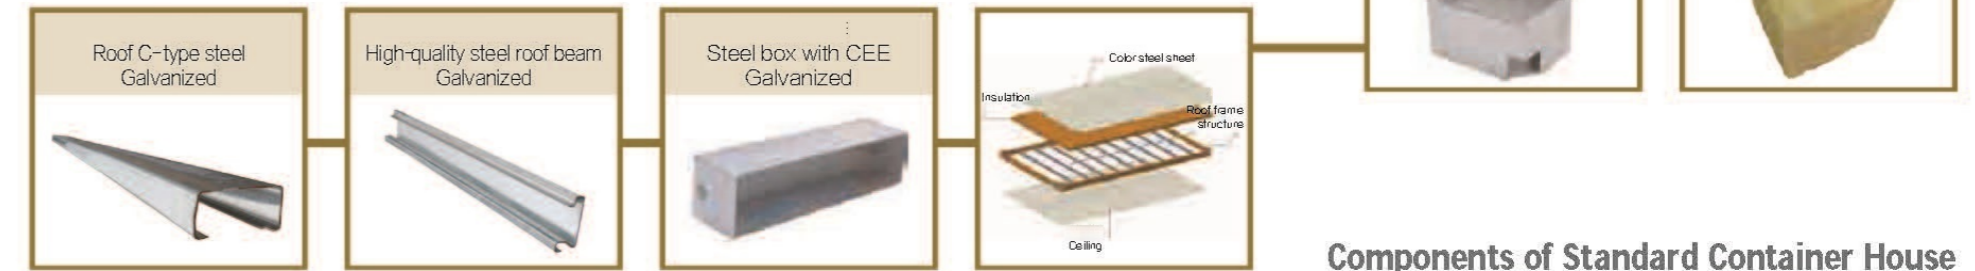 Roof C-type steel
Galvanized
High-quality steel roof beam
Galvanized
Steel box with CEE
Galvanized
Color steel sheet
Insulation
Roof frame
structure
Ceiling
Components of Standard Container House